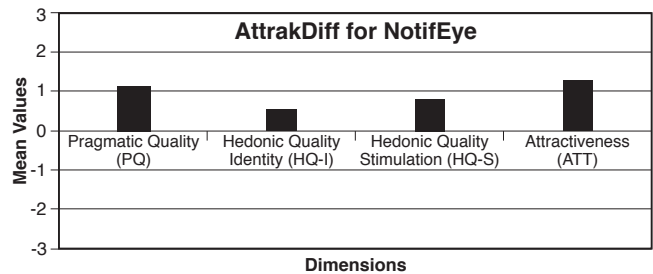 AttrakDiff for NotifEye
Mean Values
3
2
1
0
-1
-2
-3
Pragmatic Quality
(PQ)
Hedonic Quality
Identity (HQ-I)
Hedonic Quality
Stimulation (HQ-S)
Attractiveness
(ATT)
Dimensions